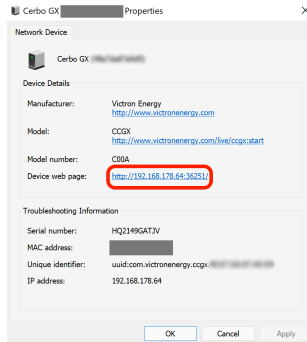 Cerbo GX Properties
Network Device
Cerbo GX
Device Details
Manufacturer: Victron Energy
http://www.victronenergy.com
Model: CCGX
http://www.victronenergy.com/live/ccgx:start
Model number: C00A
Device web page: http://192.168.178.64:36251/
Troubleshooting Information
Serial number: HQ2149GATJV
MAC address:
Unique identifier: uuid:com.victronenergy.ccgx.
IP address: 192.168.178.64
OK Cancel Apply